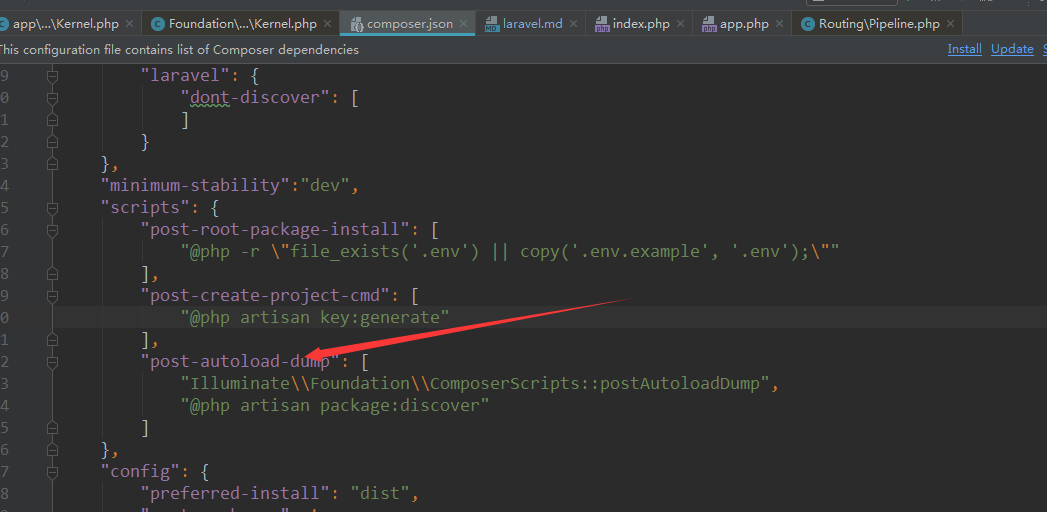 app\...\Kernel.php × Foundation\...\Kernel.php × composer.json × laravel.md × index.php × app.php × Routing\Pipeline.php ×
This configuration file contains list of Composer dependencies Install Update
9 "laravel": {
0 "dont-discover": [
1 ]
2 }
3 },
4 "minimum-stability":"dev",
5 "scripts": {
6 "post-root-package-install": [
7 "@php -r \"file_exists('.env') || copy('.env.example', '.env');\""
8 ],
9 "post-create-project-cmd": [
0 "@php artisan key:generate"
1 ],
2 "post-autoload-dump": [
3 "Illuminate\\Foundation\\ComposerScripts::postAutoloadDump",
4 "@php artisan package:discover"
5 ]
6 },
7 "config": {
8 "preferred-install": "dist",